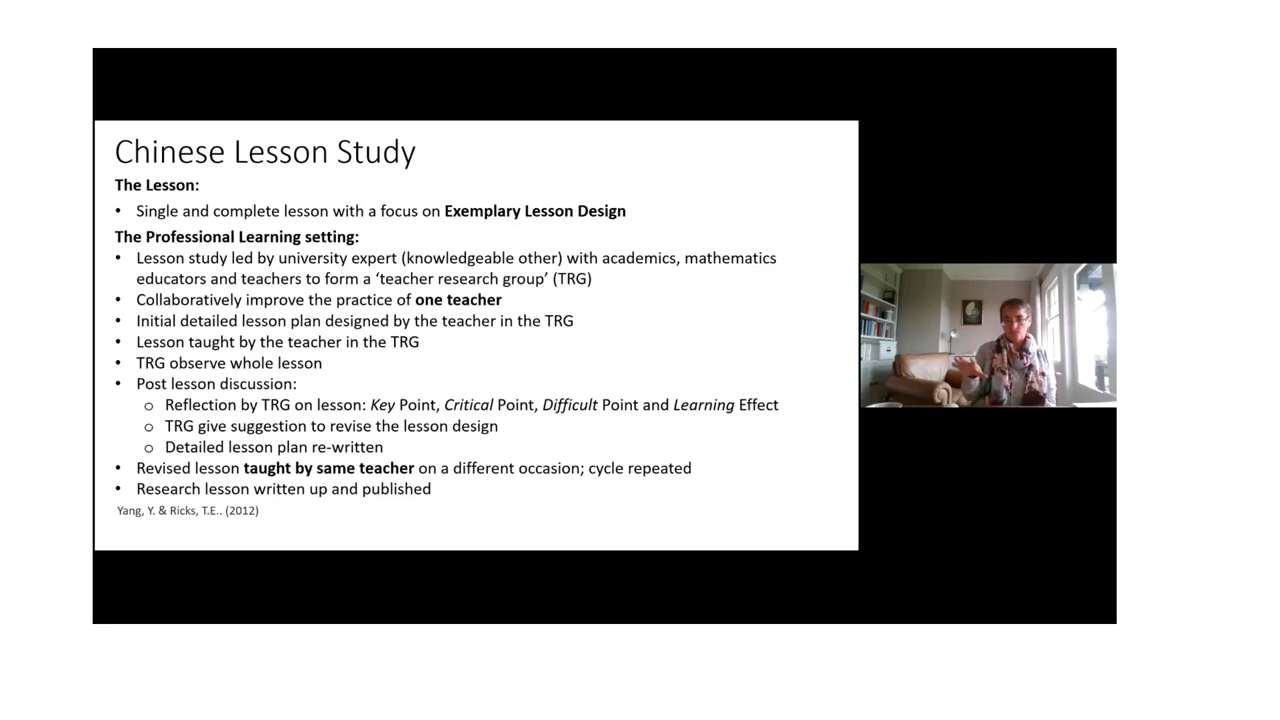 Chinese Lesson Study
The Lesson:
• Single and complete lesson with a focus on Exemplary Lesson Design
The Professional Learning setting:
• Lesson study led by university expert (knowledgeable other) with academics, mathematics
educators and teachers to form a ‘teacher research group’ (TRG)
• Collaboratively improve the practice of one teacher
• Initial detailed lesson plan designed by the teacher in the TRG
• Lesson taught by the teacher in the TRG
• TRG observe whole lesson
• Post lesson discussion:
o Reflection by TRG on lesson: Key Point, Critical Point, Difficult Point and Learning Effect
o TRG give suggestion to revise the lesson design
o Detailed lesson plan re-written
• Revised lesson taught by same teacher on a different occasion; cycle repeated
• Research lesson written up and published
Yang, Y. & Ricks, T.E.. (2012)